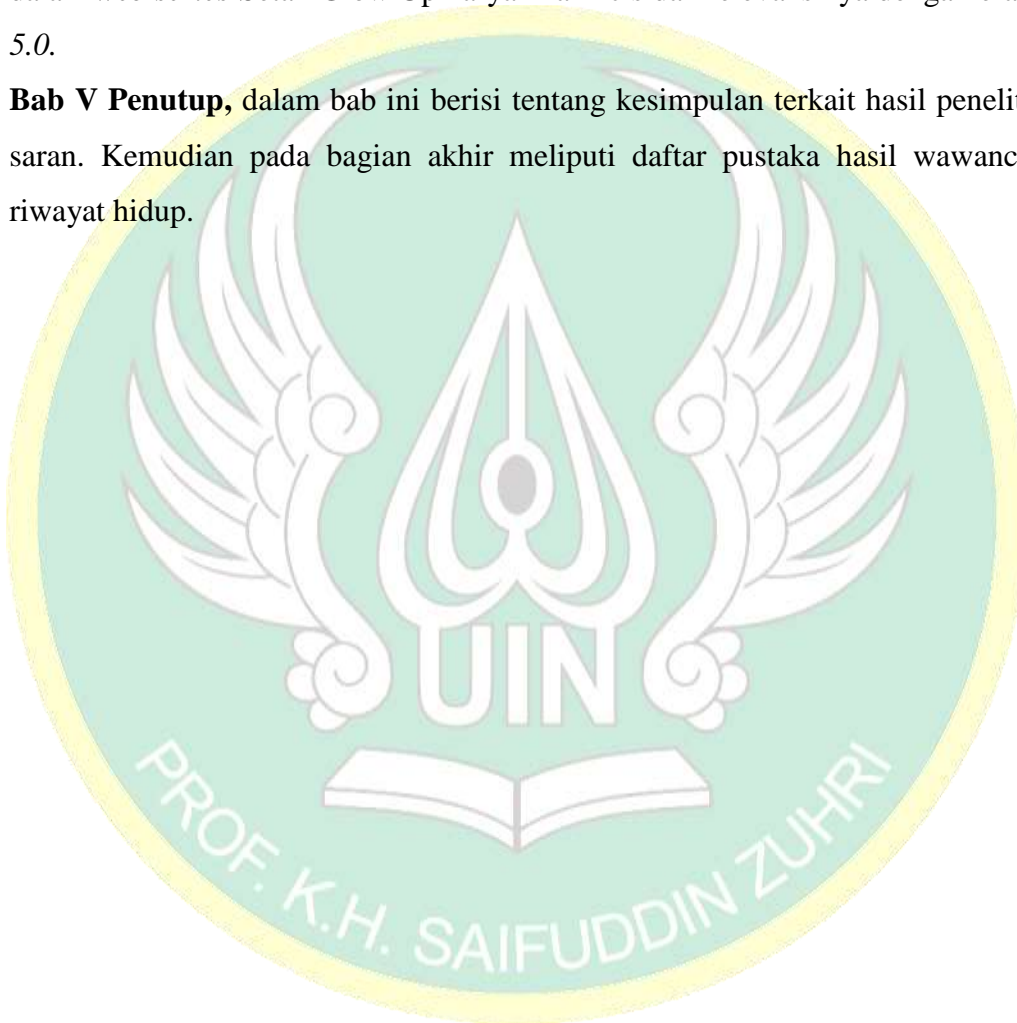 5.0.
Bab V Penutup, dalam bab ini berisi tentang kesimpulan terkait hasil penelit
saran. Kemudian pada bagian akhir meliputi daftar pustaka hasil wawanc
riwayat hidup.
UIN
PROF. K.H. SAIFUDDIN ZUHRI